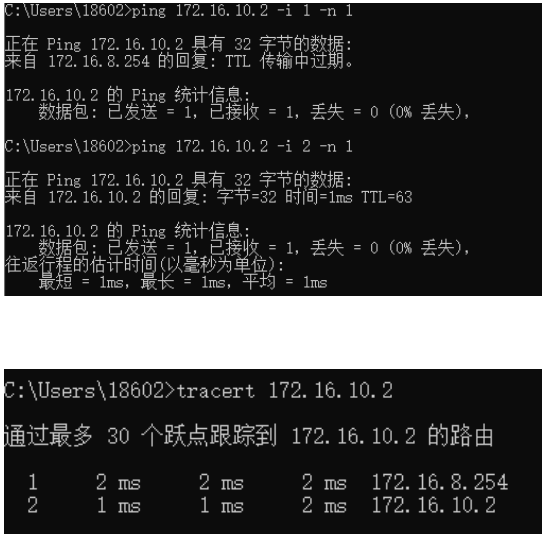 C:\Users\18602>ping 172.16.10.2 -i 1 -n 1
正在 Ping 172.16.10.2 具有 32 字节的数据:
来自 172.16.8.254 的回复: TTL 传输中过期。
172.16.10.2 的 Ping 统计信息:
数据包: 已发送 = 1，已接收 = 1，丢失 = 0 (0% 丢失)，
C:\Users\18602>ping 172.16.10.2 -i 2 -n 1
正在 Ping 172.16.10.2 具有 32 字节的数据:
来自 172.16.10.2 的回复: 字节=32 时间=1ms TTL=63
172.16.10.2 的 Ping 统计信息:
数据包: 已发送 = 1，已接收 = 1，丢失 = 0 (0% 丢失)，
往返行程的估计时间(以毫秒为单位):
最短 = 1ms，最长 = 1ms，平均 = 1ms
C:\Users\18602>tracert 172.16.10.2
通过最多 30 个跃点跟踪到 172.16.10.2 的路由
1 2 ms 2 ms 2 ms 172.16.8.254
2 1 ms 1 ms 2 ms 172.16.10.2